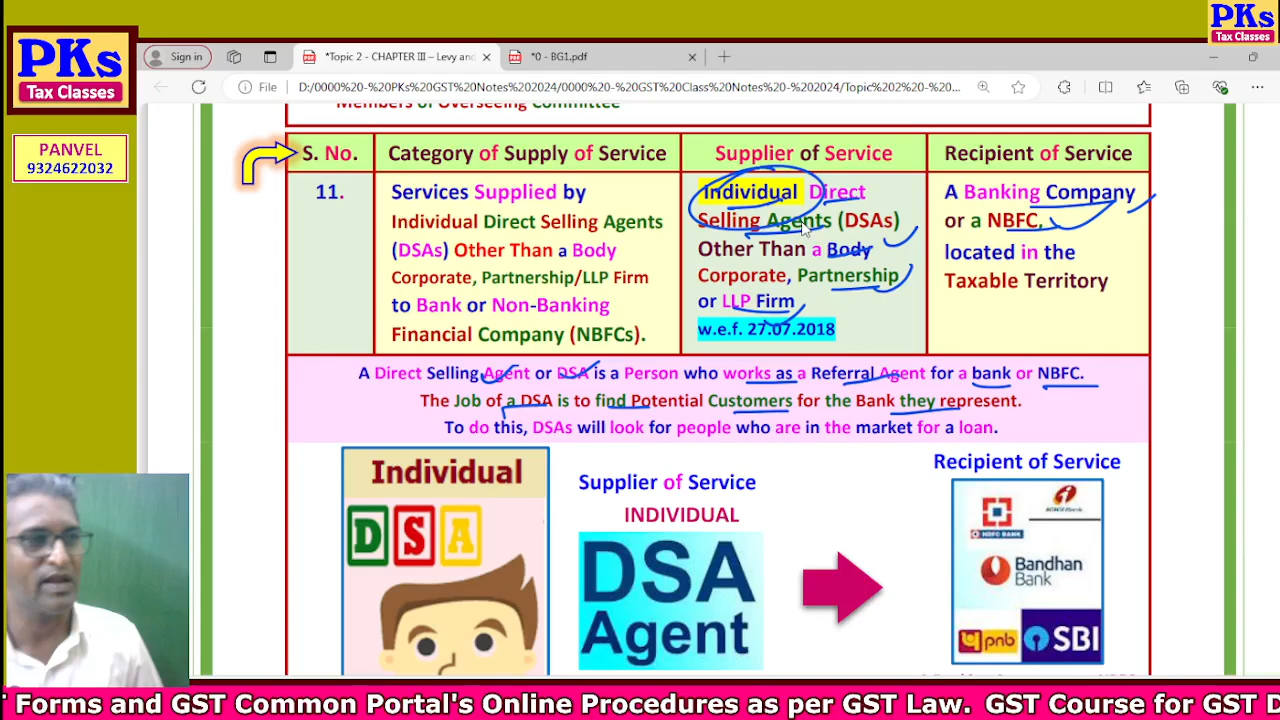 PKs
Tax Classes
PKs
Tax Classes
Sign in
*Topic 2 - CHAPTER III – Levy and
*0 - BG1.pdf
File
D:/0000%20-%20PKs%20GST%20Notes%202024/0000%20-%20GST%20Class%20Notes%20-%202024/Topic%202%20-%20...
PANVEL
9324622032
Members of Overseeing Committee
S. No.
Category of Supply of Service
Supplier of Service
Recipient of Service
11.
Services Supplied by
Individual Direct Selling Agents
(DSAs) Other Than a Body
Corporate, Partnership/LLP Firm
to Bank or Non-Banking
Financial Company (NBFCs).
Individual Direct
Selling Agents (DSAs)
Other Than a Body
Corporate, Partnership
or LLP Firm
w.e.f. 27.07.2018
A Banking Company
or a NBFC,
located in the
Taxable Territory
A Direct Selling Agent or DSA is a Person who works as a Referral Agent for a bank or NBFC.
The Job of a DSA is to find Potential Customers for the Bank they represent.
To do this, DSAs will look for people who are in the market for a loan.
Individual
DSA
Supplier of Service
INDIVIDUAL
DSA
Agent
Recipient of Service
HDFC BANK
Bandhan
Bank
pnb
SBI
T Forms and GST Common Portal's Online Procedures as per GST Law. GST Course for GST D